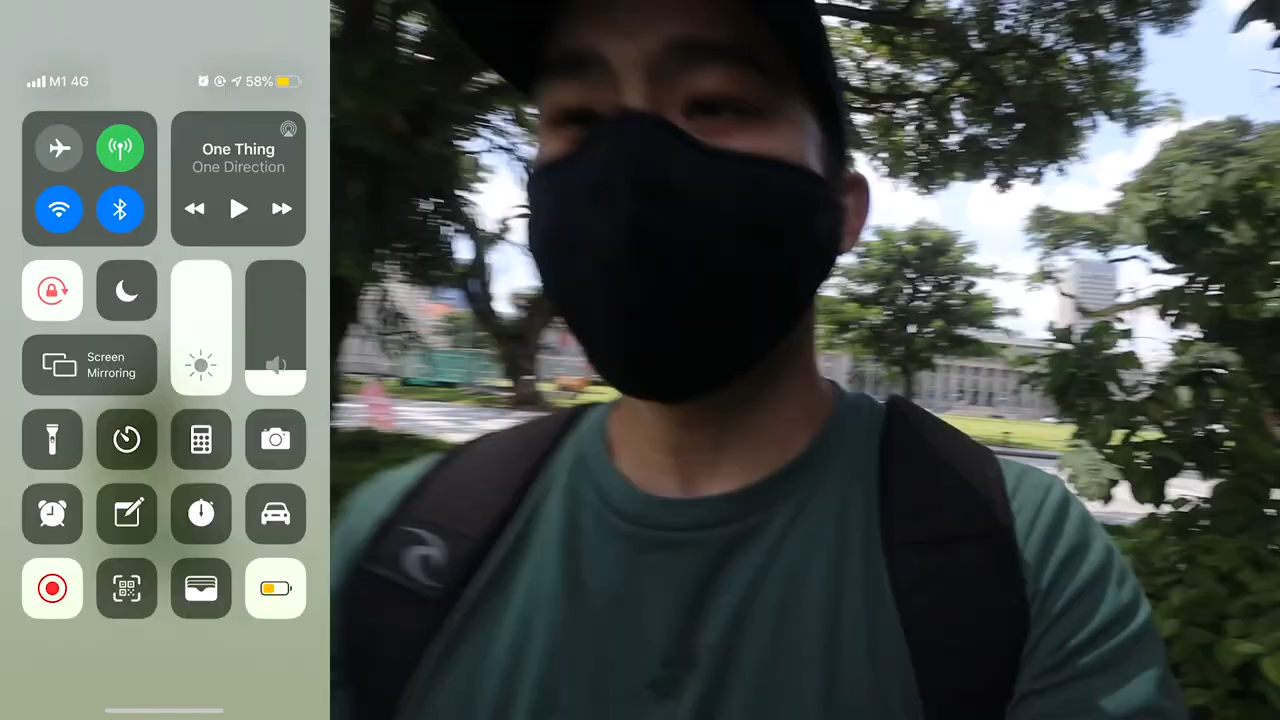 M1 4G
58%
One Thing
One Direction
Screen
Mirroring